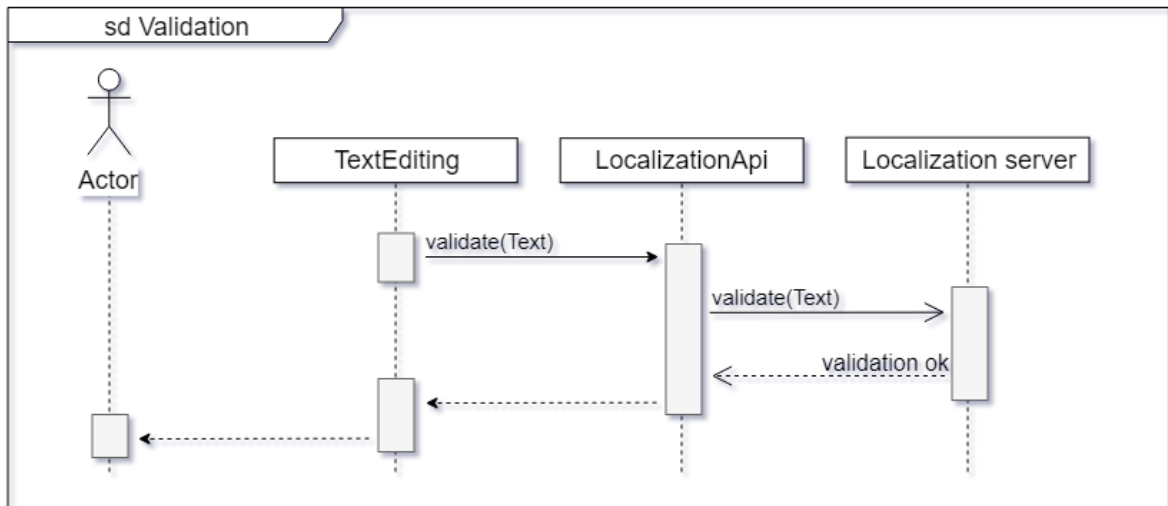 sd Validation
Actor
TextEditing
LocalizationApi
Localization server
validate(Text)
validate(Text)
validation ok